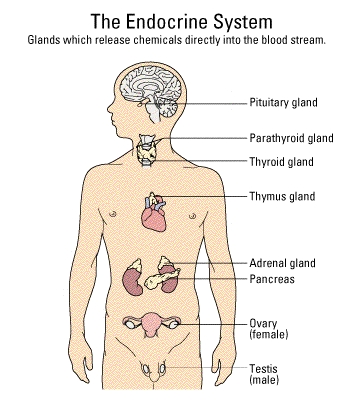 The Endocrine System
Glands which release chemicals directly into the blood stream.
Pituitary gland
Parathyroid gland
Thyroid gland
Thymus gland
Adrenal gland
Pancreas
Ovary
(female)
Testis
(male)